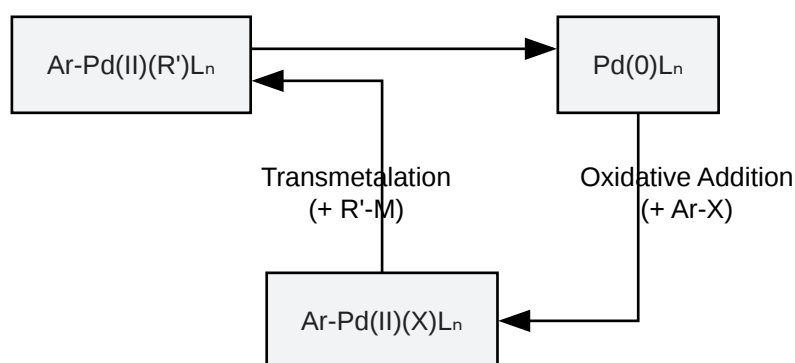 Ar-Pd(II)(R')Lₙ
Pd(0)Lₙ
Transmetalation
(+ R'-M)
Oxidative Addition
(+ Ar-X)
Ar-Pd(II)(X)Lₙ